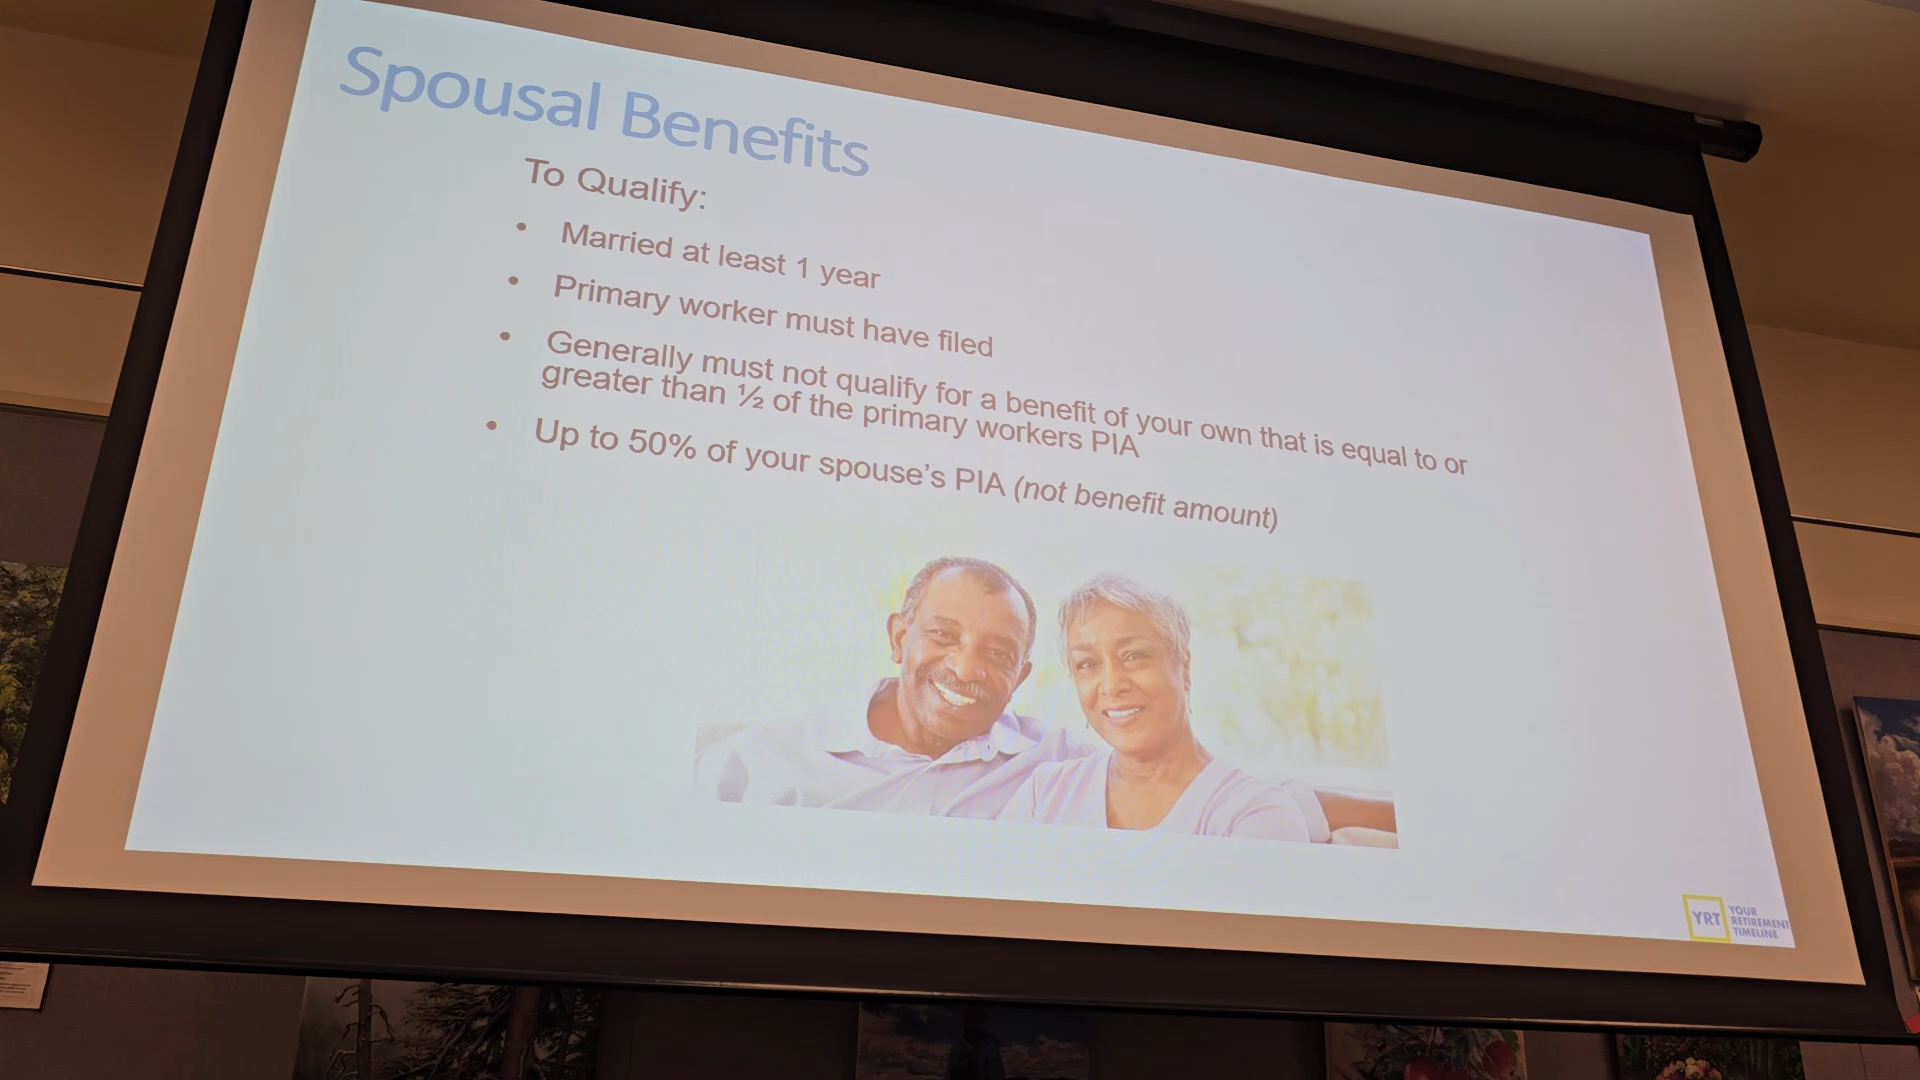 Spousal Benefits
To Qualify:
• Married at least 1 year
• Primary worker must have filed
• Generally must not qualify for a benefit of your own that is equal to or
greater than ½ of the primary workers PIA
• Up to 50% of your spouse’s PIA (not benefit amount)
YRT
YOUR
RETIREMENT
TIMELINE